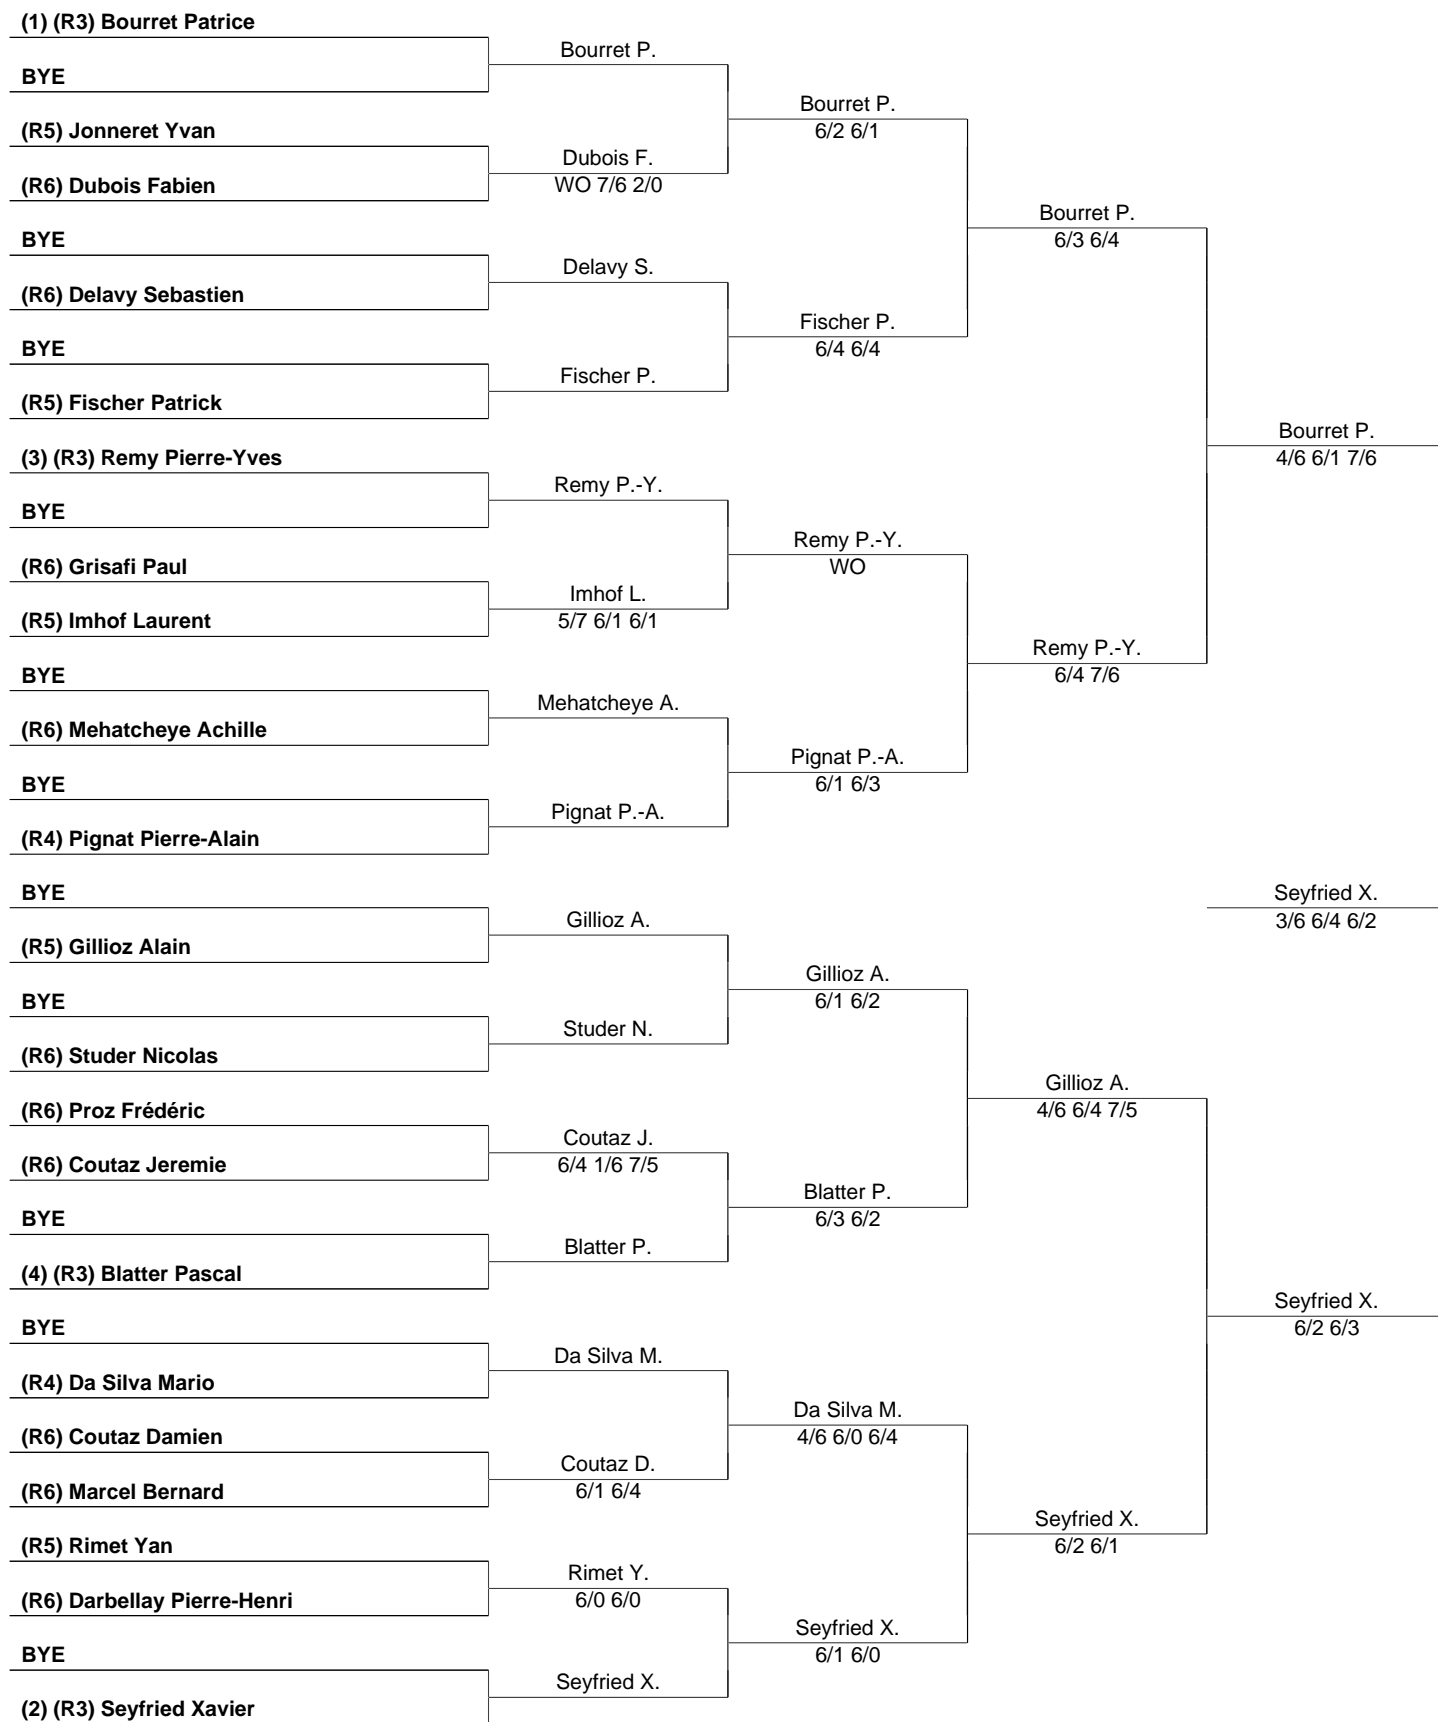 (1) (R3) Bourret Patrice
BYE
(R5) Jonneret Yvan
(R6) Dubois Fabien
BYE
(R6) Delavy Sebastien
BYE
(R5) Fischer Patrick
(3) (R3) Remy Pierre-Yves
BYE
(R6) Grisafi Paul
(R5) Imhof Laurent
BYE
(R6) Mehatcheye Achille
BYE
(R4) Pignat Pierre-Alain
BYE
(R5) Gillioz Alain
BYE
(R6) Studer Nicolas
(R6) Proz Frédéric
(R6) Coutaz Jeremie
BYE
(4) (R3) Blatter Pascal
BYE
(R4) Da Silva Mario
(R6) Coutaz Damien
(R6) Marcel Bernard
(R5) Rimet Yan
(R6) Darbellay Pierre-Henri
BYE
(2) (R3) Seyfried Xavier
Bourret P.
Dubois F.
WO 7/6 2/0
Delavy S.
Fischer P.
Remy P.-Y.
Imhof L.
5/7 6/1 6/1
Mehatcheye A.
Pignat P.-A.
Gillioz A.
Studer N.
Coutaz J.
6/4 1/6 7/5
Blatter P.
Da Silva M.
Coutaz D.
6/1 6/4
Rimet Y.
6/0 6/0
Seyfried X.
Bourret P.
6/2 6/1
Fischer P.
6/4 6/4
Remy P.-Y.
WO
Pignat P.-A.
6/1 6/3
Gillioz A.
6/1 6/2
Blatter P.
6/3 6/2
Da Silva M.
4/6 6/0 6/4
Seyfried X.
6/1 6/0
Bourret P.
6/3 6/4
Remy P.-Y.
6/4 7/6
Gillioz A.
4/6 6/4 7/5
Seyfried X.
6/2 6/1
Bourret P.
4/6 6/1 7/6
Seyfried X.
3/6 6/4 6/2
Seyfried X.
6/2 6/3